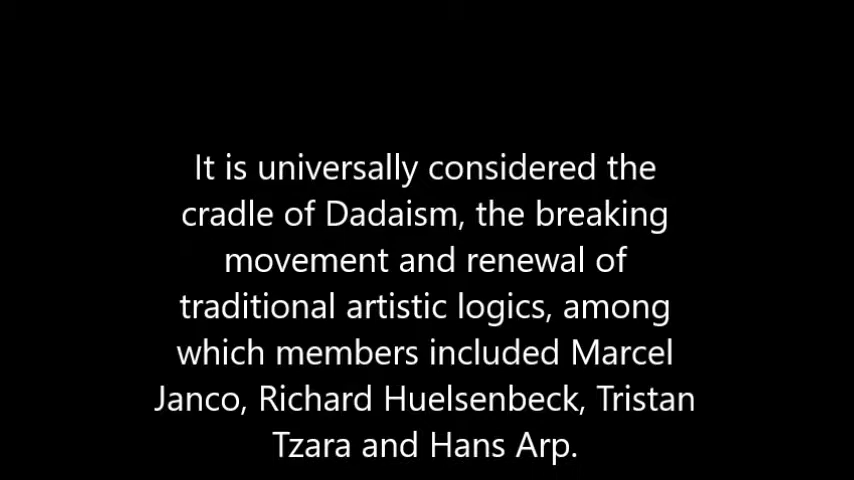 It is universally considered the
cradle of Dadaism, the breaking
movement and renewal of
traditional artistic logics, among
which members included Marcel
Janco, Richard Huelsenbeck, Tristan
Tzara and Hans Arp.